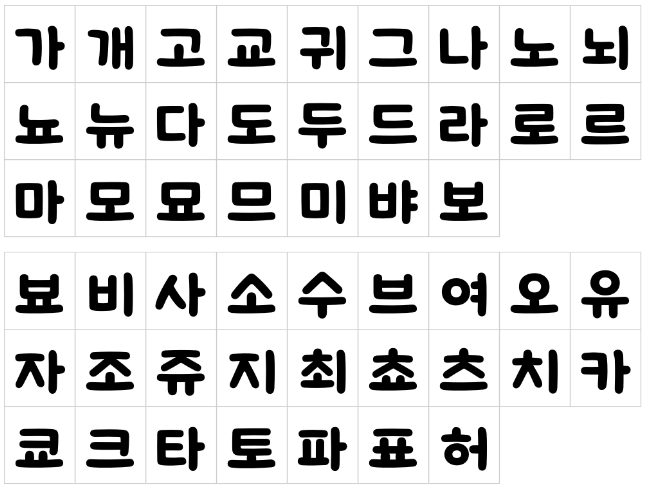 가 개 고 교 귀 그 나 노 뇌
뇨 뉴 다 도 두 드 라 로 르
마 모 묘 므 미 뱌 보
뵤 비 사 소 수 브 여 오 유
자 조 쥬 지 최 쵸 츠 치 카
쿄 크 타 토 파 표 허